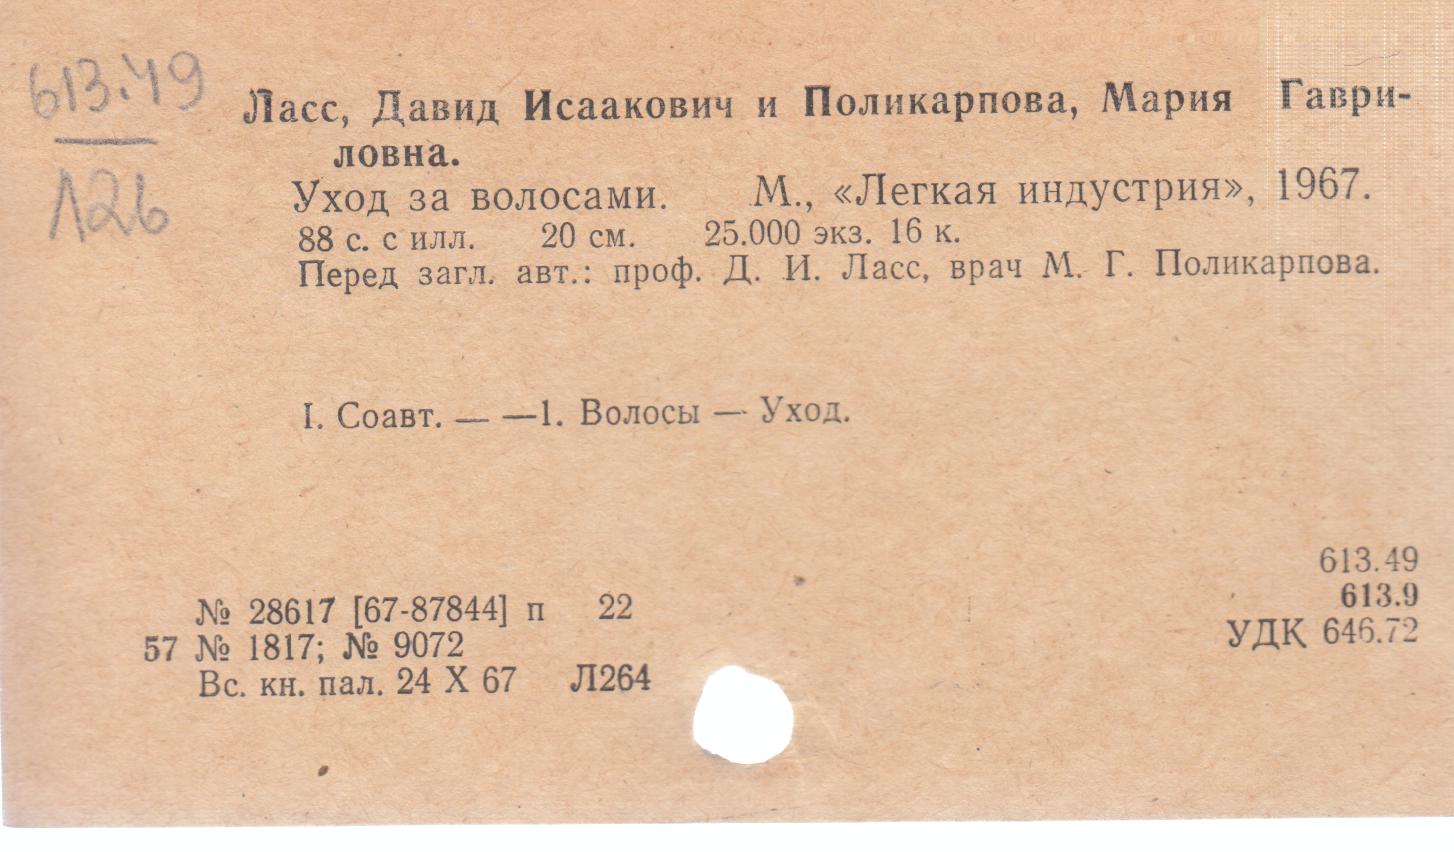 613.49
Л26
Ласс, Давид Исаакович и Поликарпова, Мария Гаври-
ловна.
Уход за волосами. М., «Легкая индустрия», 1967.
88 с. с илл. 20 см. 25.000 экз. 16 к.
Перед загл. авт.: проф. Д. И. Ласс, врач М. Г. Поликарпова.
I. Соавт. — —1. Волосы — Уход.
613.49
613.9
УДК 646.72
№ 28617 [67-87844] п 22
57 № 1817; № 9072
Вс. кн. пал. 24 X 67 Л264